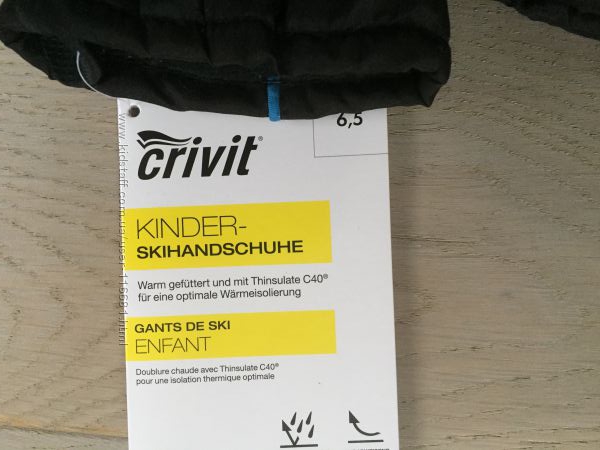 6,5
crivit®
KINDER-
SKIHANDSCHUHE
Warm gefüttert und mit Thinsulate C40®
für eine optimale Wärmeisolierung
GANTS DE SKI
ENFANT
Doublure chaude avec Thinsulate C40®
pour une isolation thermique optimale